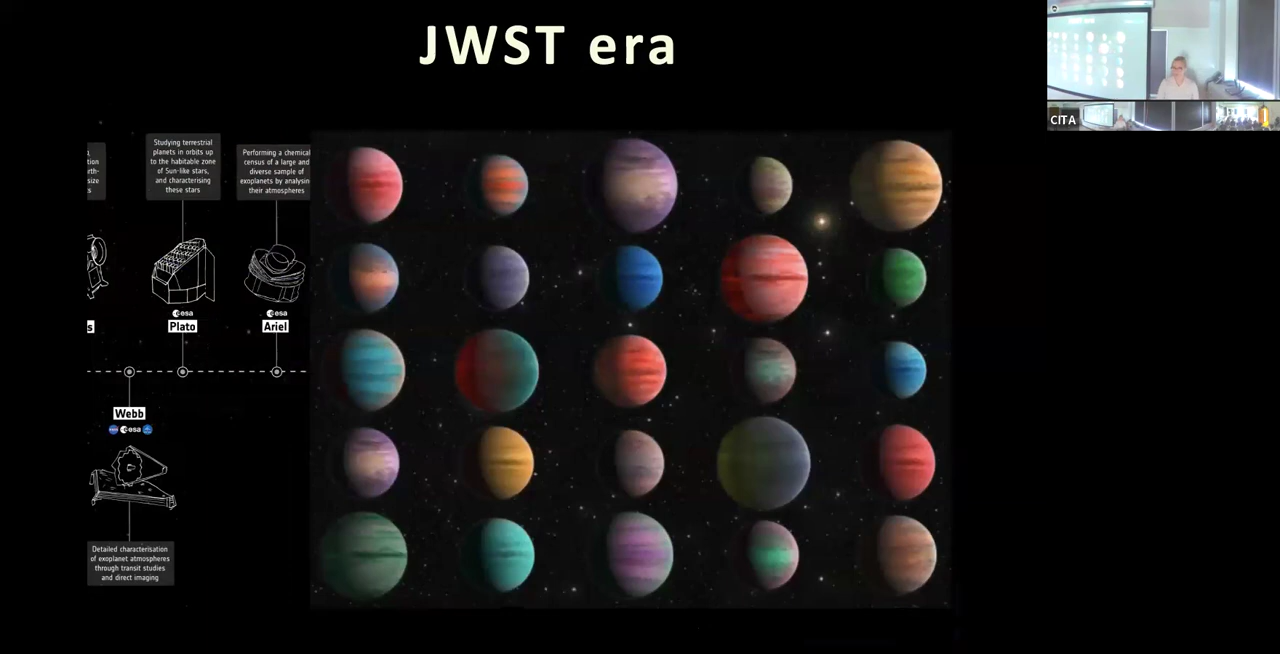 JWST era
Studying terrestrial
planets in orbits up
to the habitable zone
of Sun-like stars,
and characterising
these stars
Performing a chemical
census of a large and
diverse sample of
exoplanets by analysing
their atmospheres
esa
Plato
esa
Ariel
Webb
esa
Detailed characterisation
of exoplanet atmospheres
through transit studies
and direct imaging
CITA